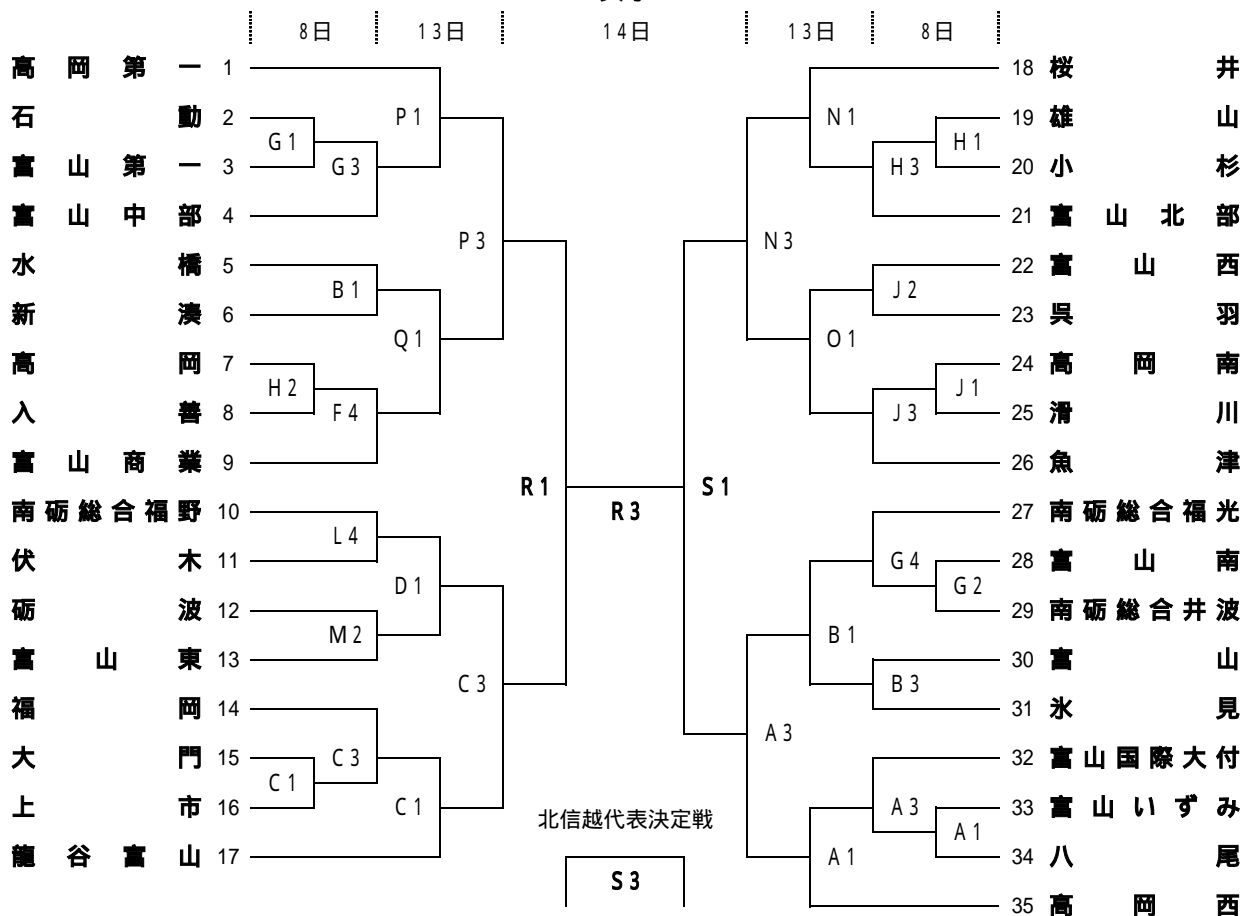 8日 13日 14日 13日 8日
高岡第一 1
18 桜井
石動 2
P1
N1
19 雄山
G1
H1
富山第一 3
G3
H3
20 小杉
富山中部 4
21 富山北部
P3
N3
水橋 5
22 富山西
B1
J2
新湊 6
23 呉羽
Q1
O1
高岡 7
24 高岡南
H2
J1
入善 8
F4
J3
25 滑川
富山商業 9
26 魚津
R1
S1
R3
南砺総合福野 10
27 南砺総合福光
L4
伏木 11
G4
28 富山南
D1
G2
砺波 12
29 南砺総合井波
M2
B1
富山東 13
30 富山
C3
B3
福岡 14
31 氷見
A3
大門 15
C3
32 富山国際大付
C1
上市 16
C1
A3
33 富山いずみ
北信越代表決定戦
A1
龍谷富山 17
A1
34 八尾
S3
35 高岡西